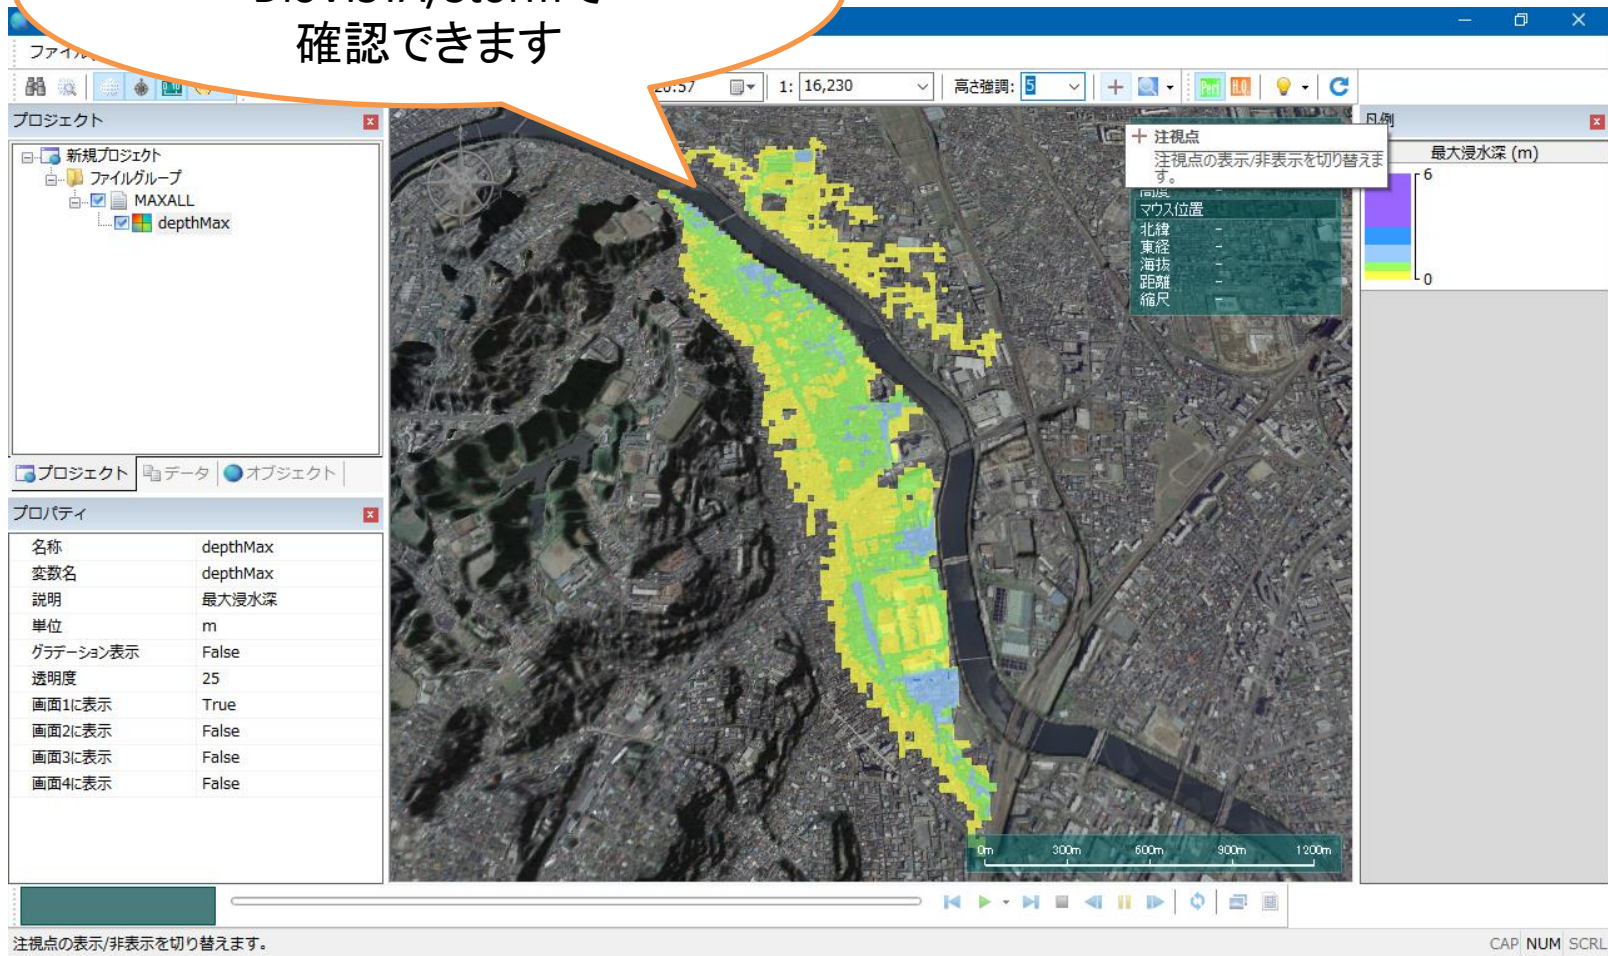 確認できます
1:
16,230
高さ強調:
5
プロジェクト
凡例
新規プロジェクト
ファイルグループ
MAXALL
depthMax
注視点
注視点の表示/非表示を切り替えます。
高度 -
マウス位置
北緯 -
東経 -
海抜 -
距離 -
縮尺 -
最大浸水深 (m)
6
0
プロジェクト
データ
オブジェクト
プロパティ
名称 depthMax
変数名 depthMax
説明 最大浸水深
単位 m
グラデーション表示 False
透明度 25
画面1に表示 True
画面2に表示 False
画面3に表示 False
画面4に表示 False
0m 300m 600m 900m 1200m
注視点の表示/非表示を切り替えます。
CAP NUM SCRL